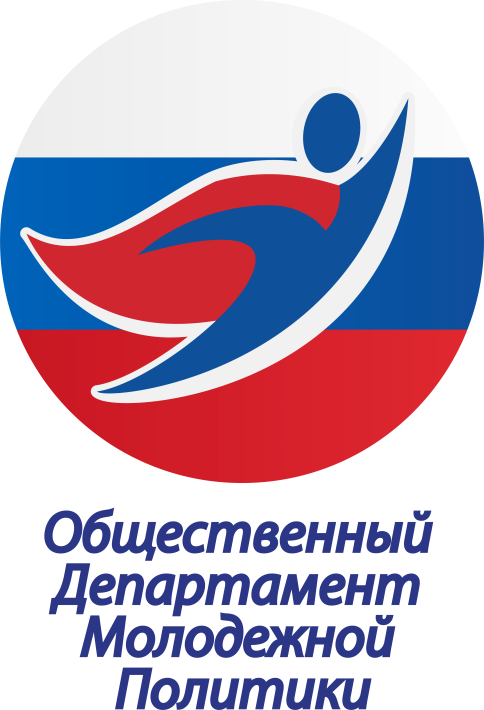 Общественный
Департамент
Молодежной
Политики